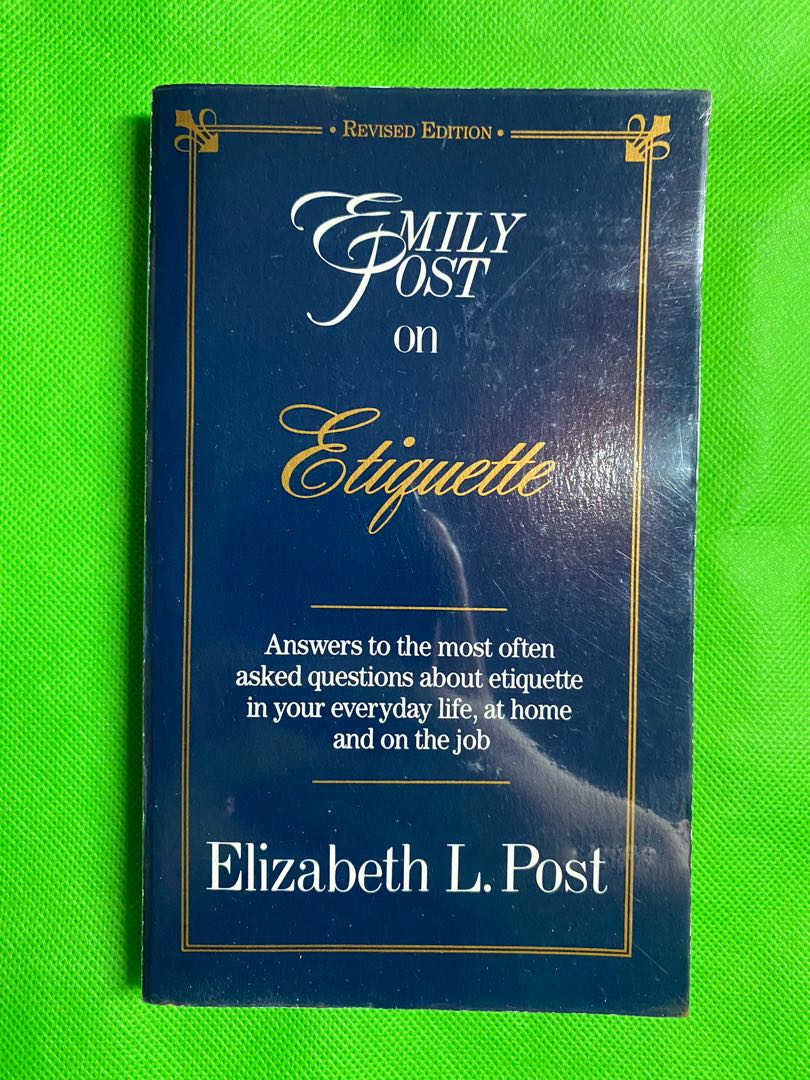 • REVISED EDITION •
EMILY
POST
on
Etiquette
Answers to the most often
asked questions about etiquette
in your everyday life, at home
and on the job
Elizabeth L. Post